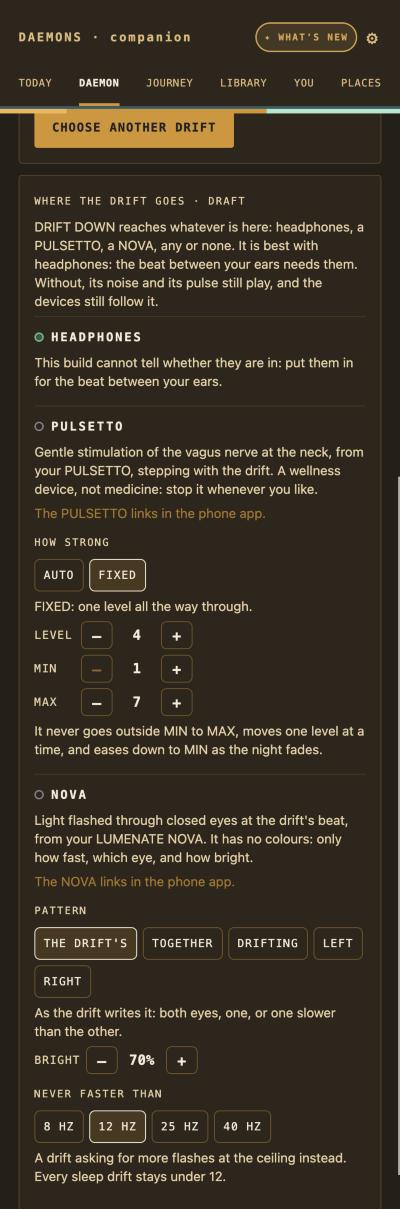 DAEMONS · companion
✦ WHAT'S NEW ⚙
TODAY DAEMON JOURNEY LIBRARY YOU PLACES
CHOOSE ANOTHER DRIFT
WHERE THE DRIFT GOES · DRAFT
DRIFT DOWN reaches whatever is here: headphones, a
PULSETTO, a NOVA, any or none. It is best with
headphones: the beat between your ears needs them.
Without, its noise and its pulse still play, and the
devices still follow it.
HEADPHONES
This build cannot tell whether they are in: put them in
for the beat between your ears.
PULSETTO
Gentle stimulation of the vagus nerve at the neck, from
your PULSETTO, stepping with the drift. A wellness
device, not medicine: stop it whenever you like.
The PULSETTO links in the phone app.
HOW STRONG
AUTO FIXED
FIXED: one level all the way through.
LEVEL – 4 +
MIN – 1 +
MAX – 7 +
It never goes outside MIN to MAX, moves one level at a
time, and eases down to MIN as the night fades.
NOVA
Light flashed through closed eyes at the drift's beat,
from your LUMENATE NOVA. It has no colours: only
how fast, which eye, and how bright.
The NOVA links in the phone app.
PATTERN
THE DRIFT'S TOGETHER DRIFTING LEFT
RIGHT
As the drift writes it: both eyes, one, or one slower
than the other.
BRIGHT – 70% +
NEVER FASTER THAN
8 HZ 12 HZ 25 HZ 40 HZ
A drift asking for more flashes at the ceiling instead.
Every sleep drift stays under 12.